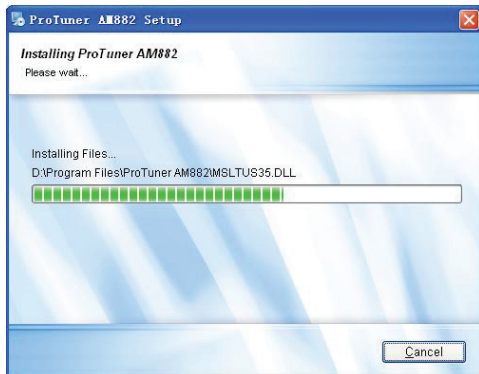 ProTuner AM882 Setup
Installing ProTuner AM882
Please wait...
Installing Files...
D:\Program Files\ProTuner AM882\MSLTUS35.DLL
Cancel